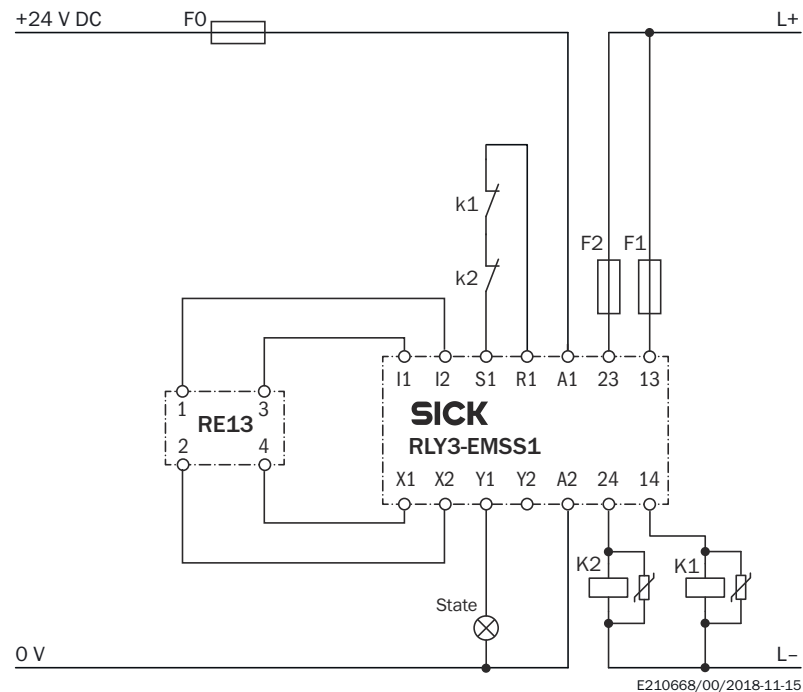 +24 V DC F0 L+
k1
k2
F2 F1
I1 I2 S1 R1 A1 23 13
1 3
RE13
2 4
SICK
RLY3-EMSS1
X1 X2 Y1 Y2 A2 24 14
K2 K1
State
0 V L–
E210668/00/2018-11-15